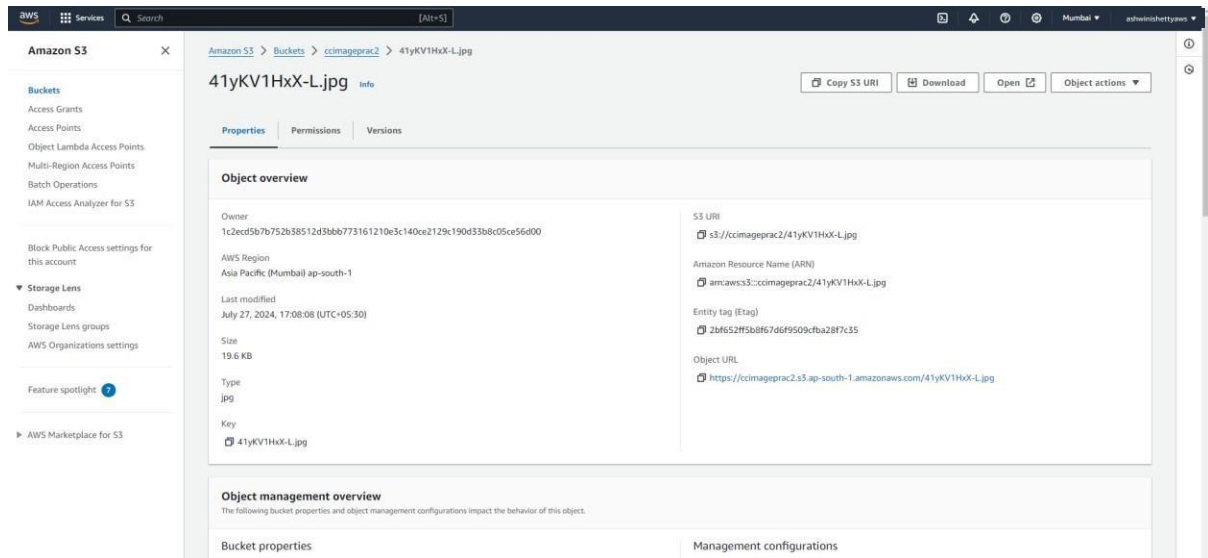 aws Services Search [Alt+S] Mumbai ▼ ashwinishettyaws ▼
Amazon S3
Buckets
Access Grants
Access Points
Object Lambda Access Points
Multi-Region Access Points
Batch Operations
IAM Access Analyzer for S3
Block Public Access settings for
this account
▼ Storage Lens
Dashboards
Storage Lens groups
AWS Organizations settings
Feature spotlight 7
▶ AWS Marketplace for S3
Amazon S3 > Buckets > ccimageprac2 > 41yKV1HxX-L.jpg
41yKV1HxX-L.jpg Info
Copy S3 URI Download Open Object actions ▼
Properties Permissions Versions
Object overview
Owner
1c2ecd5b7b752b38512d3bbb773161210e3c140ce2129c190d33b8c05ce56d00
AWS Region
Asia Pacific (Mumbai) ap-south-1
Last modified
July 27, 2024, 17:08:08 (UTC+05:30)
Size
19.6 KB
Type
jpg
Key
41yKV1HxX-L.jpg
S3 URI
s3://ccimageprac2/41yKV1HxX-L.jpg
Amazon Resource Name (ARN)
arn:aws:s3:::ccimageprac2/41yKV1HxX-L.jpg
Entity tag (Etag)
2bf652ff5b8f67d6f9509cfba28f7c35
Object URL
https://ccimageprac2.s3.ap-south-1.amazonaws.com/41yKV1HxX-L.jpg
Object management overview
The following bucket properties and object management configurations impact the behavior of this object.
Bucket properties
Management configurations